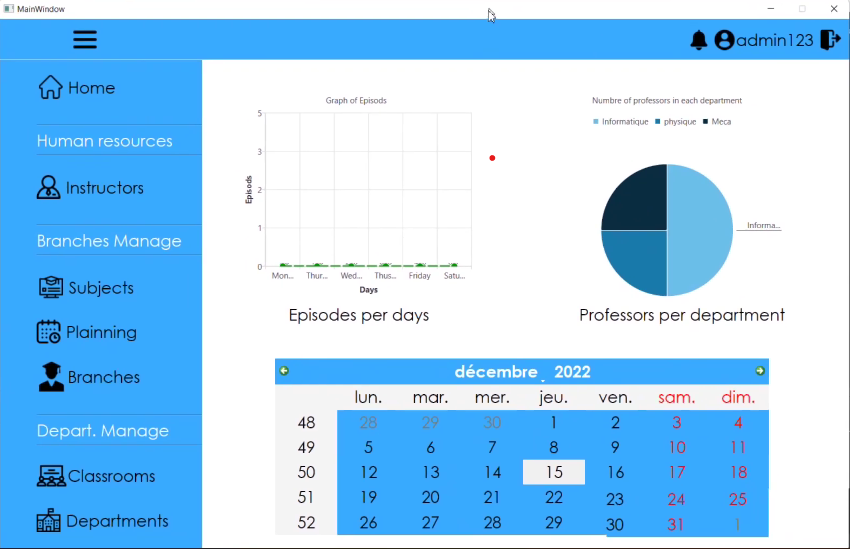 MainWindow
admin123
Home
Human resources
Instructors
Branches Manage
Subjects
Plainning
Branches
Depart. Manage
Classrooms
Departments
Graph of Episods
5
3
2
1
0
Episods
Mon... Thur... Wed... Thus... Friday Satu...
Days
Episodes per days
Numbre of professors in each department
Informatique physique Meca
Informa...
Professors per department
décembre 2022
lun. mar. mer. jeu. ven. sam. dim.
48 28 29 30 1 2 3 4
49 5 6 7 8 9 10 11
50 12 13 14 15 16 17 18
51 19 20 21 22 23 24 25
52 26 27 28 29 30 31 1